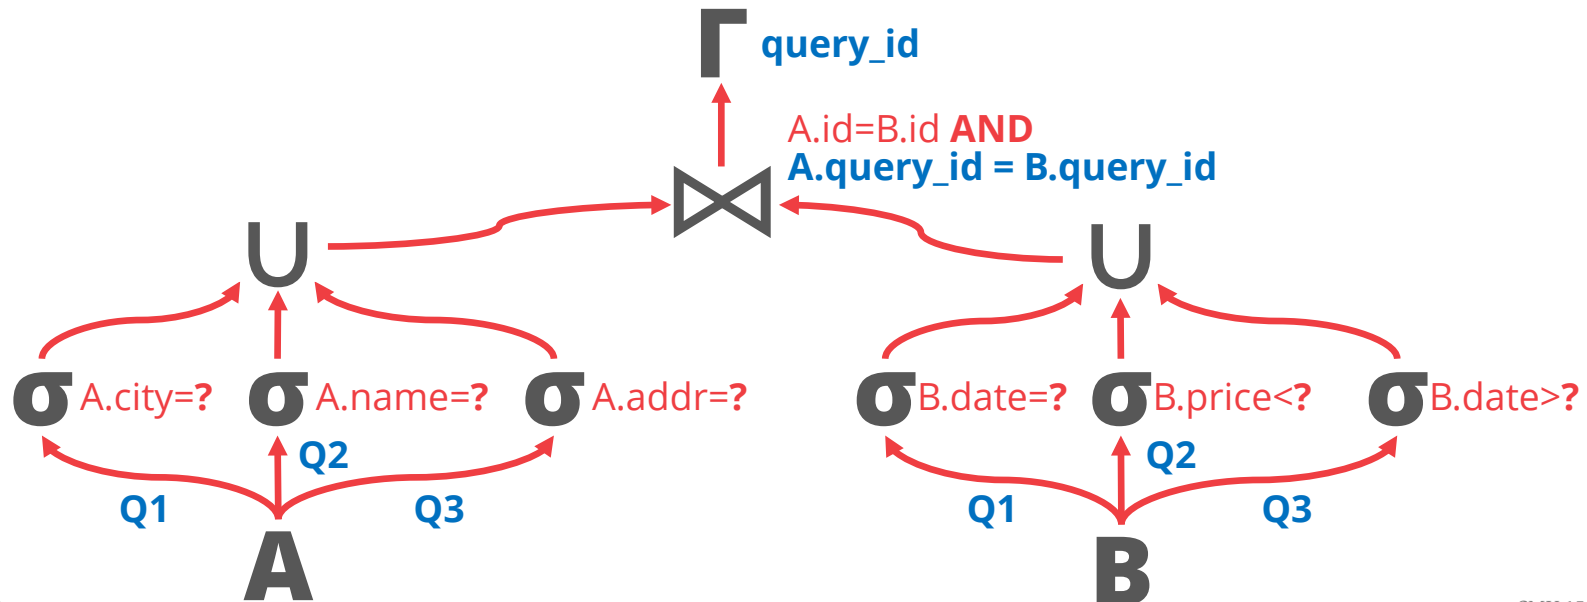 Γ query_id
A.id=B.id AND
A.query_id = B.query_id
⋈
∪ ∪
σ A.city=? σ A.name=? σ A.addr=? σ B.date=? σ B.price<? σ B.date>?
Q2 Q2
Q1 Q3 Q1 Q3
A B